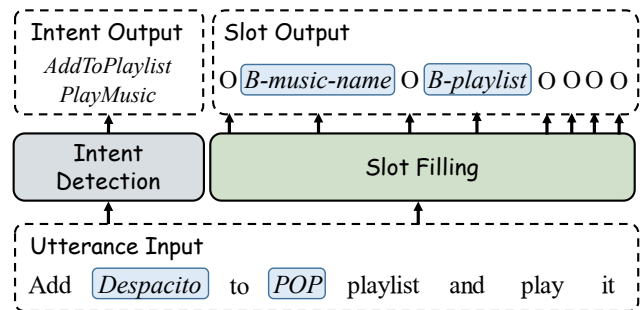 Intent Output
AddToPlaylist
PlayMusic
Slot Output
O B-music-name O B-playlist O O O O
Intent
Detection
Slot Filling
Utterance Input
Add Despacito to POP playlist and play it